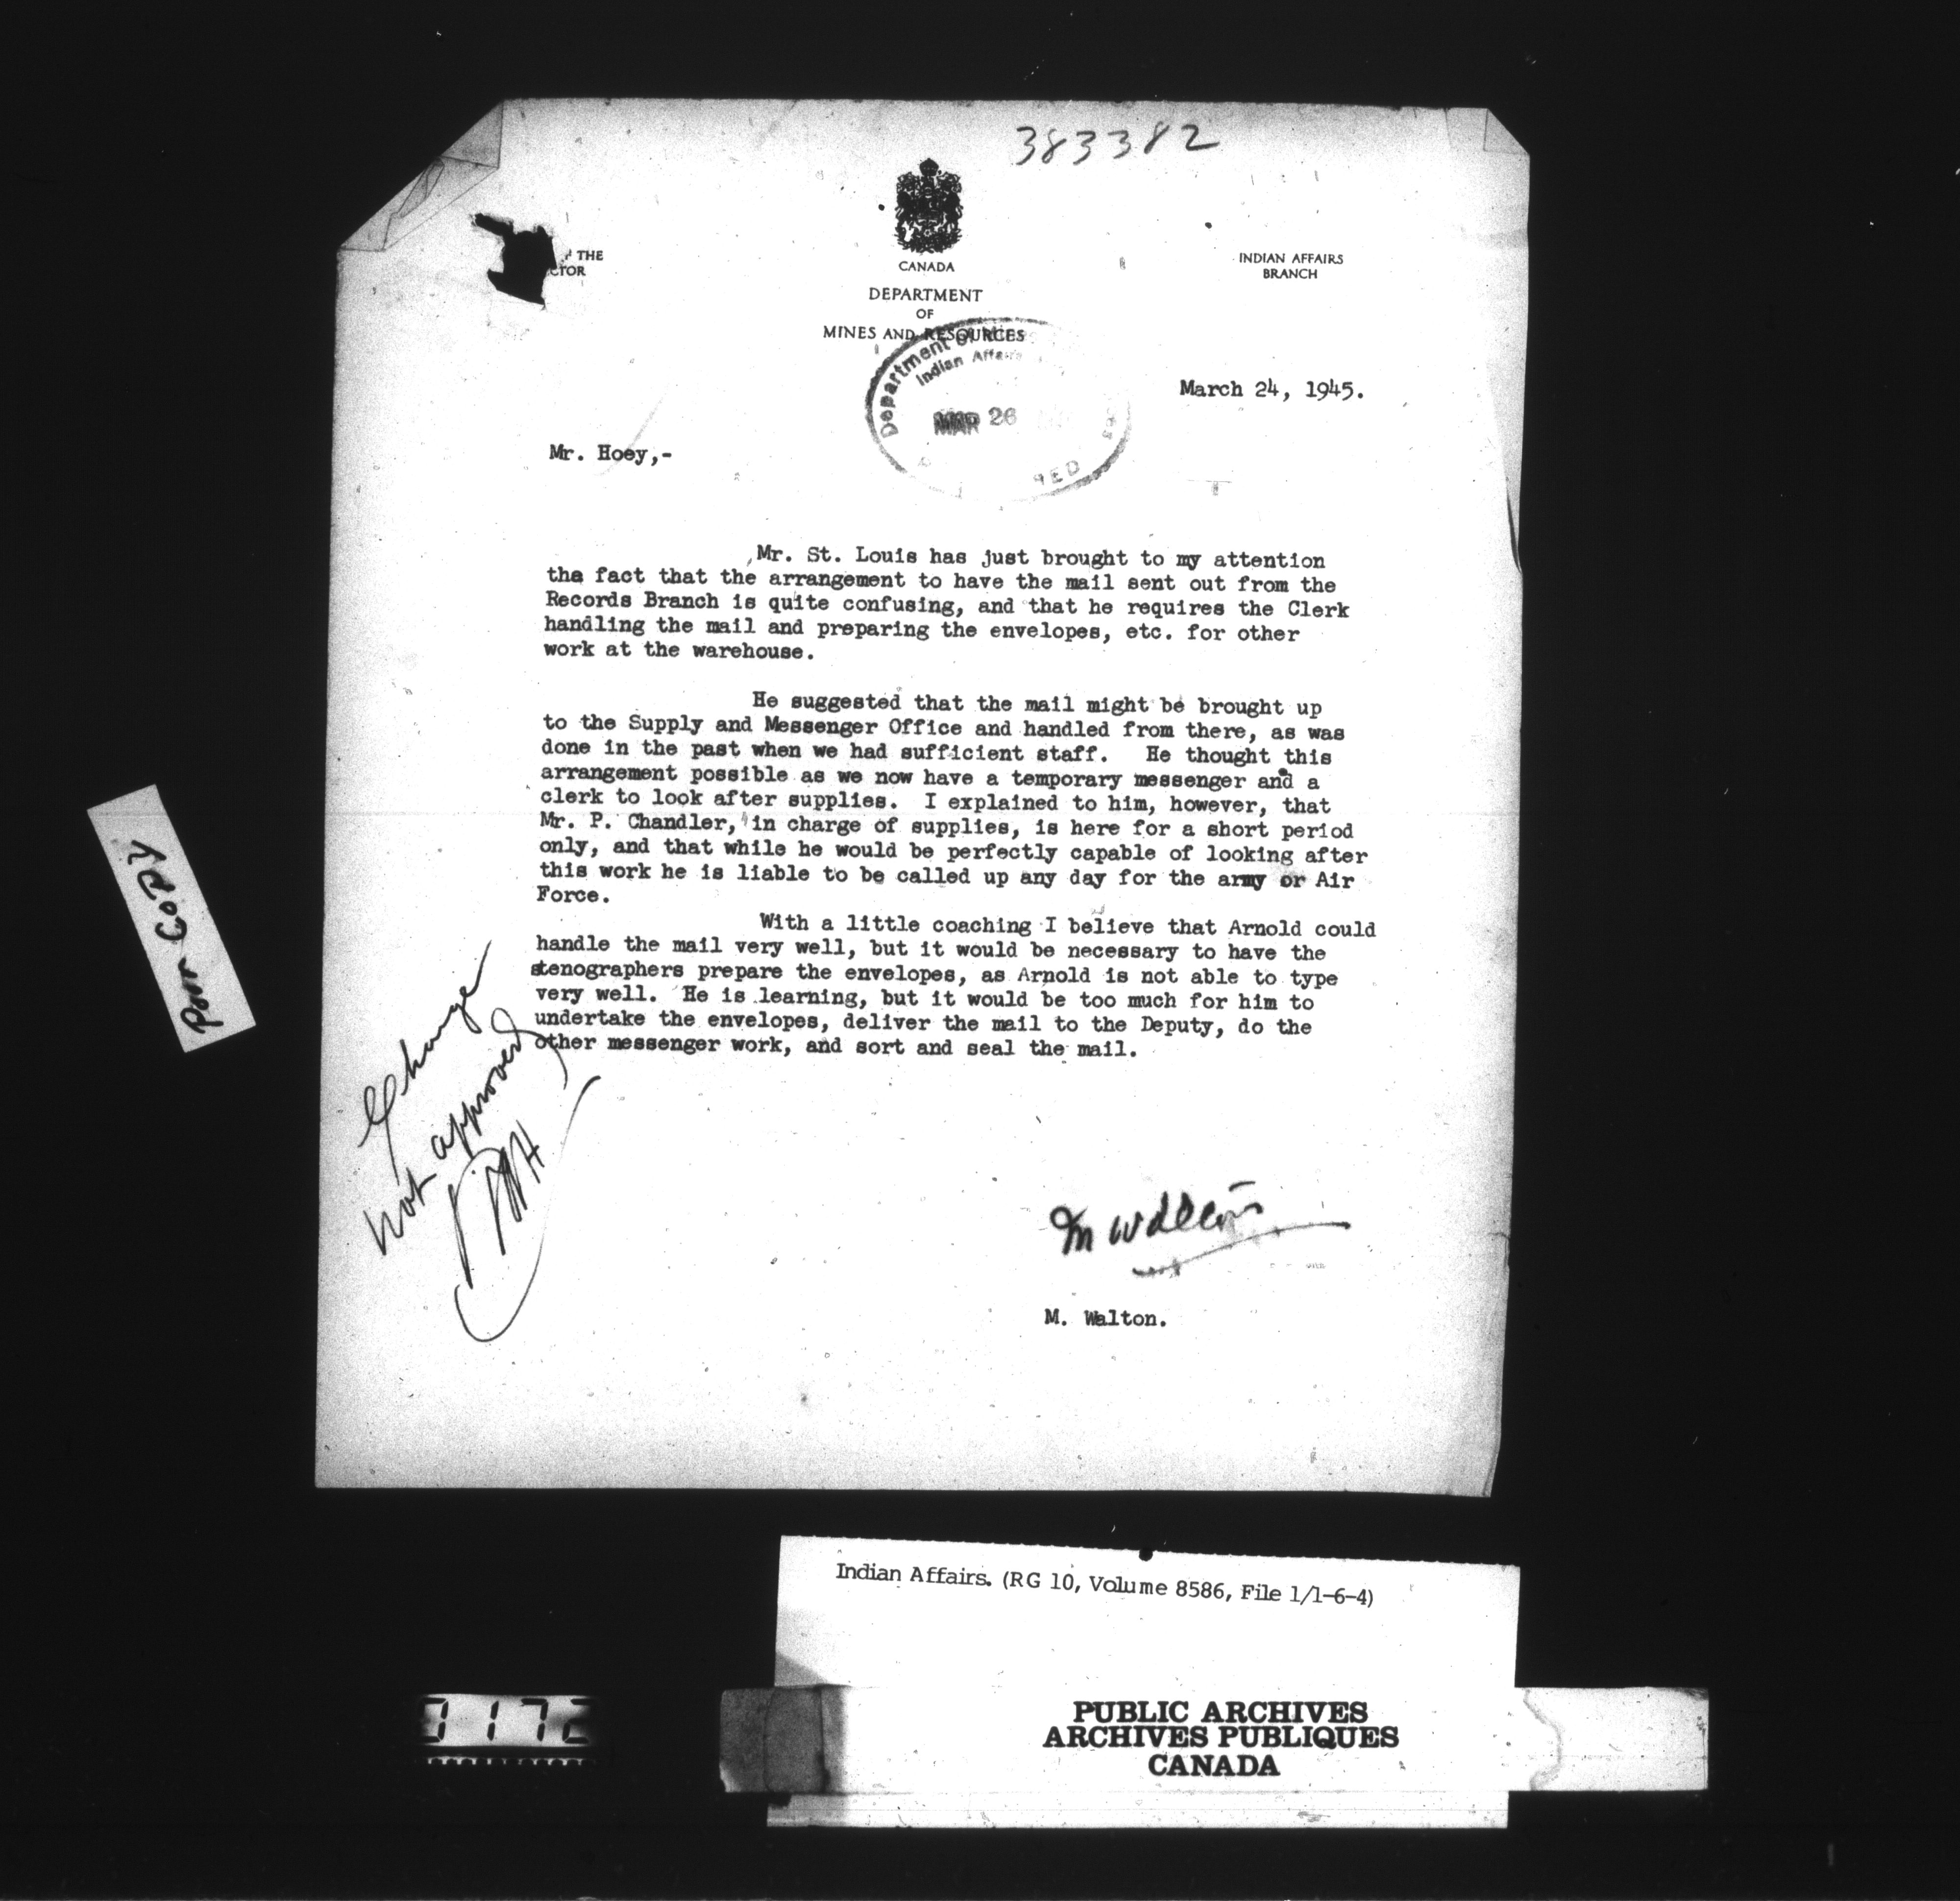 383382
THE
CTOR
CANADA
DEPARTMENT
OF
MINES AND RESOURCES
INDIAN AFFAIRS
BRANCH
Department of
Indian Affairs
MAR 26
March 24, 1945.
Mr. Hoey,-
Mr. St. Louis has just brought to my attention
the fact that the arrangement to have the mail sent out from the
Records Branch is quite confusing, and that he requires the Clerk
handling the mail and preparing the envelopes, etc. for other
work at the warehouse.
He suggested that the mail might be brought up
to the Supply and Messenger Office and handled from there, as was
done in the past when we had sufficient staff. He thought this
arrangement possible as we now have a temporary messenger and a
clerk to look after supplies. I explained to him, however, that
Mr. P. Chandler, in charge of supplies, is here for a short period
only, and that while he would be perfectly capable of looking after
this work he is liable to be called up any day for the army or Air
Force.
With a little coaching I believe that Arnold could
handle the mail very well, but it would be necessary to have the
stenographers prepare the envelopes, as Arnold is not able to type
very well. He is learning, but it would be too much for him to
undertake the envelopes, deliver the mail to the Deputy, do the
other messenger work, and sort and seal the mail.
Change
not approved
M Walton
M. Walton.
Poor COPY
Indian Affairs. (RG 10, Volume 8586, File 1/1-6-4)
PUBLIC ARCHIVES
ARCHIVES PUBLIQUES
CANADA
0172